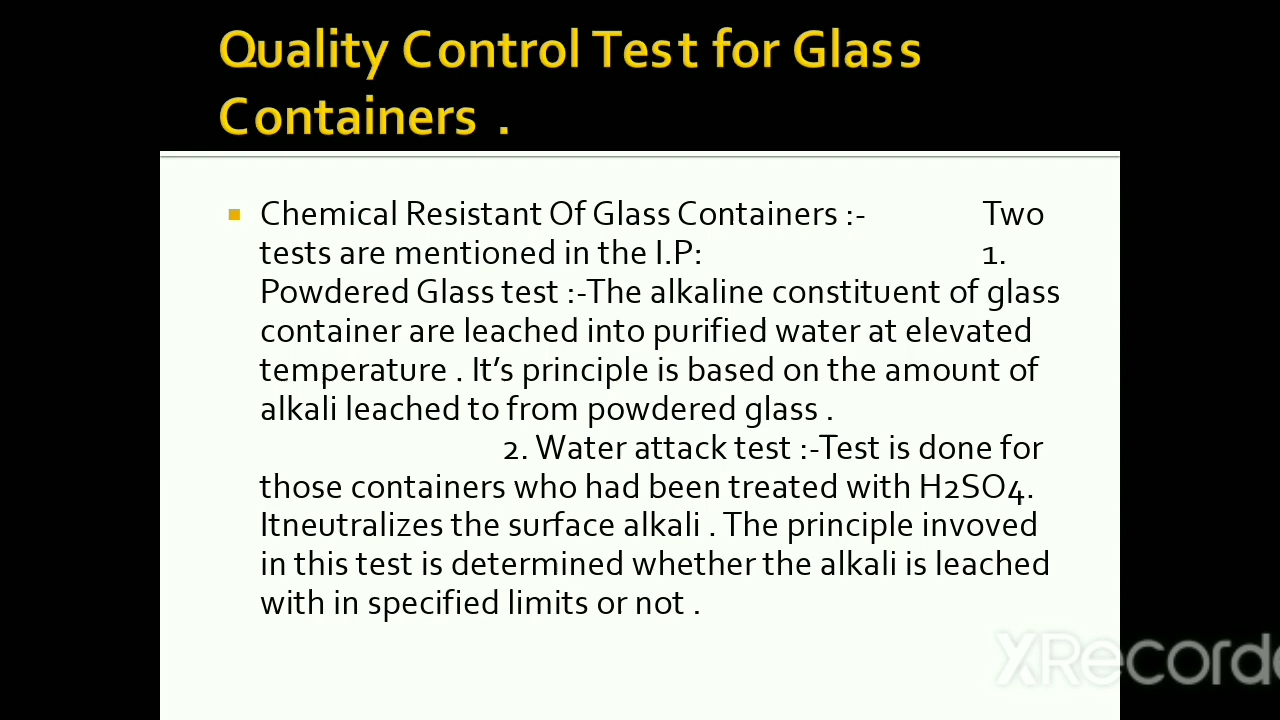 Quality Control Test for Glass
Containers .
Chemical Resistant Of Glass Containers :- Two
tests are mentioned in the I.P: 1.
Powdered Glass test :-The alkaline constituent of glass
container are leached into purified water at elevated
temperature . It’s principle is based on the amount of
alkali leached to from powdered glass .
2. Water attack test :-Test is done for
those containers who had been treated with H2SO4.
Itneutralizes the surface alkali . The principle invoved
in this test is determined whether the alkali is leached
with in specified limits or not .
XRecorde